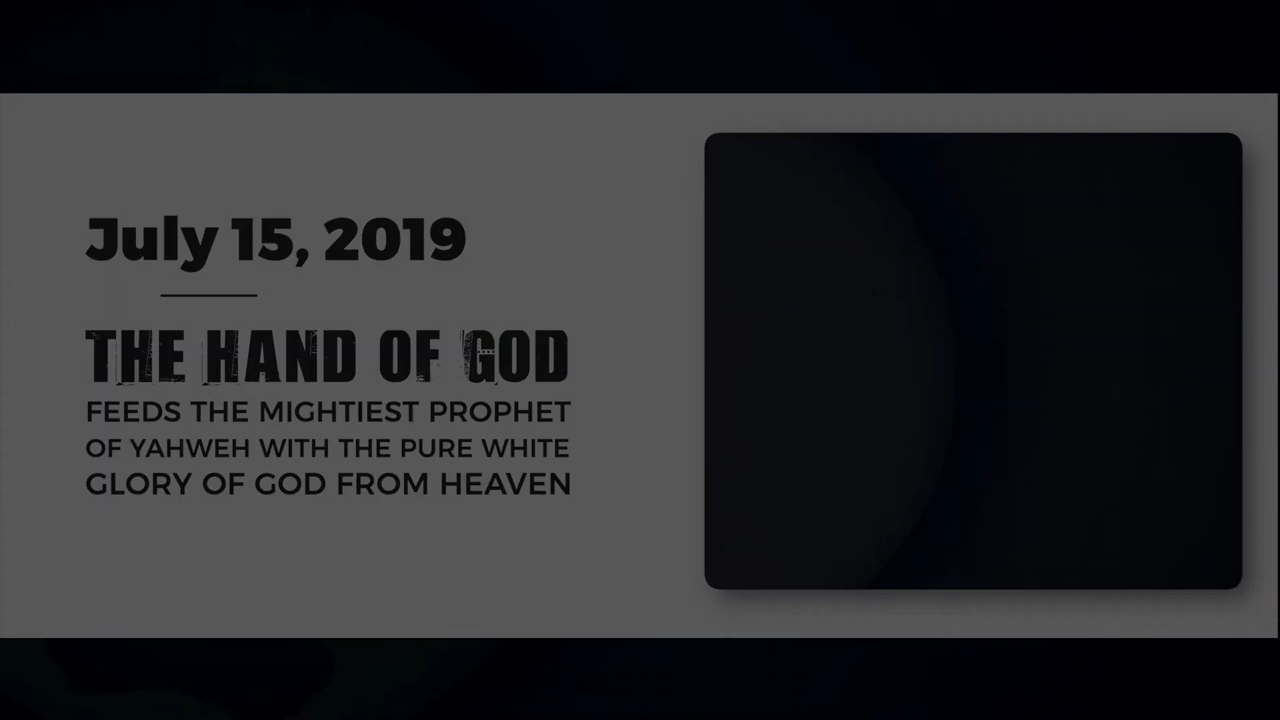 July 15, 2019
THE HAND OF GOD
FEEDS THE MIGHTIEST PROPHET
OF YAHWEH WITH THE PURE WHITE
GLORY OF GOD FROM HEAVEN